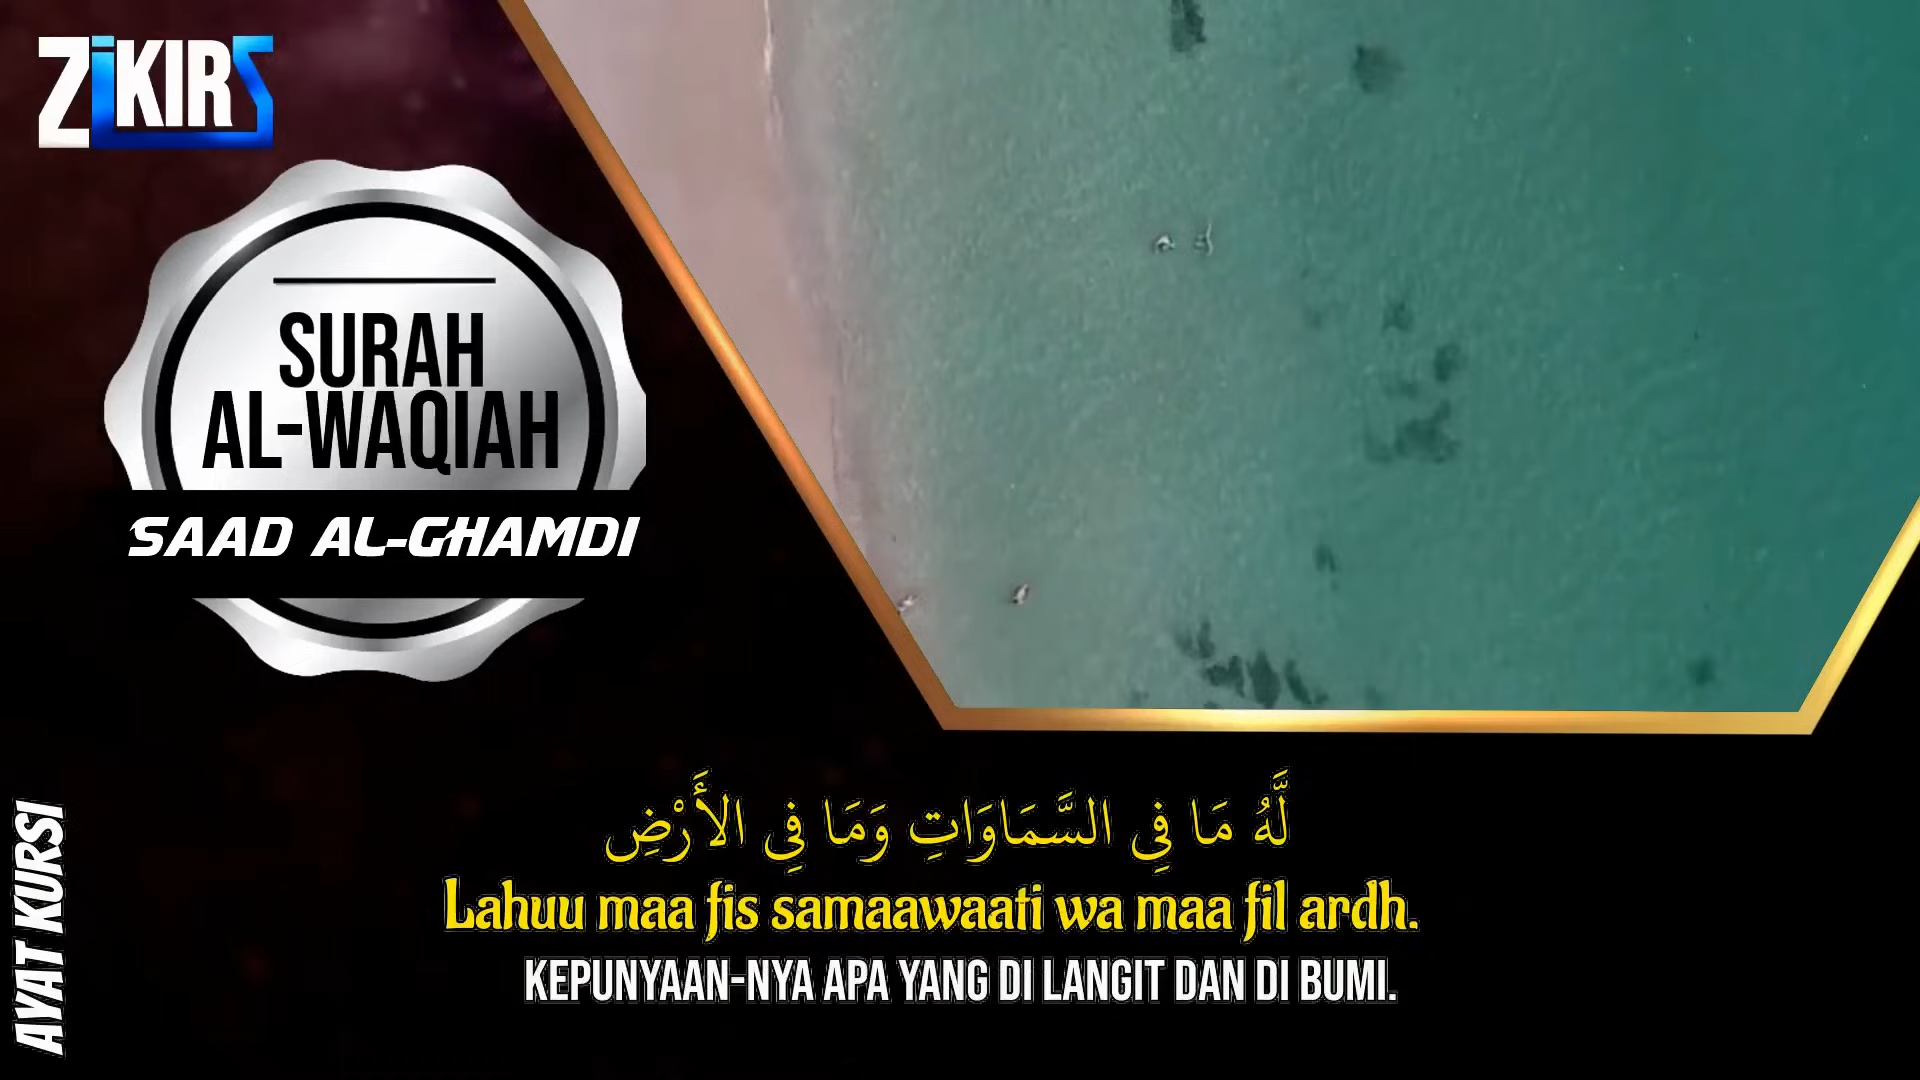 ZiKIRS
SURAH
AL-WAQIAH
SAAD AL-GHAMDI
AYAT KURSI
لَّهُ مَا فِي السَّمَاوَاتِ وَمَا فِي الأَرْضِ
Lahuu maa fis samaawaati wa maa fil ardh.
KEPUNYAAN-NYA APA YANG DI LANGIT DAN DI BUMI.